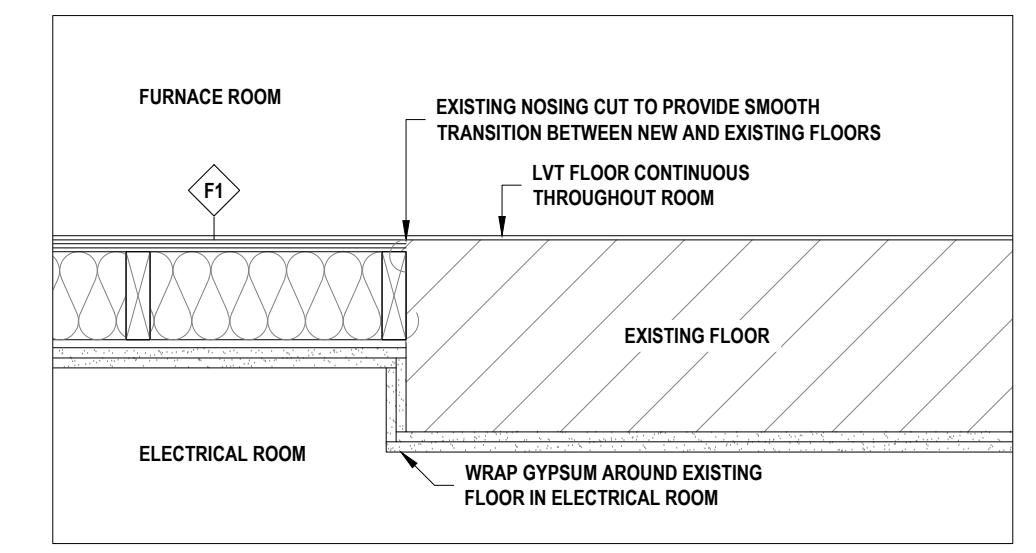 FURNACE ROOM
EXISTING NOSING CUT TO PROVIDE SMOOTH
TRANSITION BETWEEN NEW AND EXISTING FLOORS
LVT FLOOR CONTINUOUS
THROUGHOUT ROOM
F1
EXISTING FLOOR
ELECTRICAL ROOM
WRAP GYPSUM AROUND EXISTING
FLOOR IN ELECTRICAL ROOM